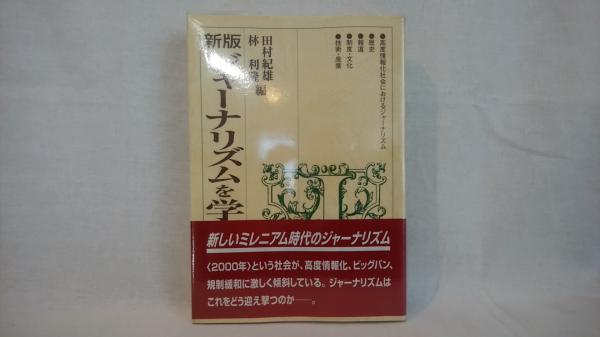 新版
ジャーナリズムを学
田村紀雄
林 利隆 編
●高度情報化社会におけるジャーナリズム
●歴史
●報道
●制度・文化
●技術・産業
新しいミレニアム時代のジャーナリズム
〈2000年〉という社会が、高度情報化、ビッグバン、
規制緩和に激しく傾斜している。ジャーナリズムは
これをどう迎え撃つのか――。